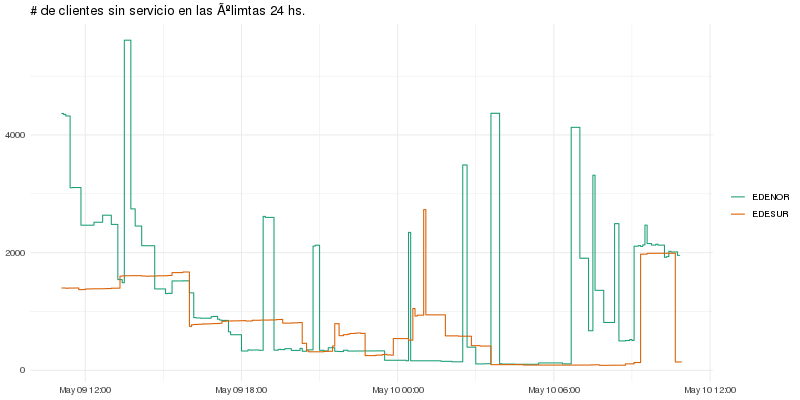 # de clientes sin servicio en las Ãºlimtas 24 hs.
4000
2000
0
May 09 12:00
May 09 18:00
May 10 00:00
May 10 06:00
May 10 12:00
EDENOR
EDESUR